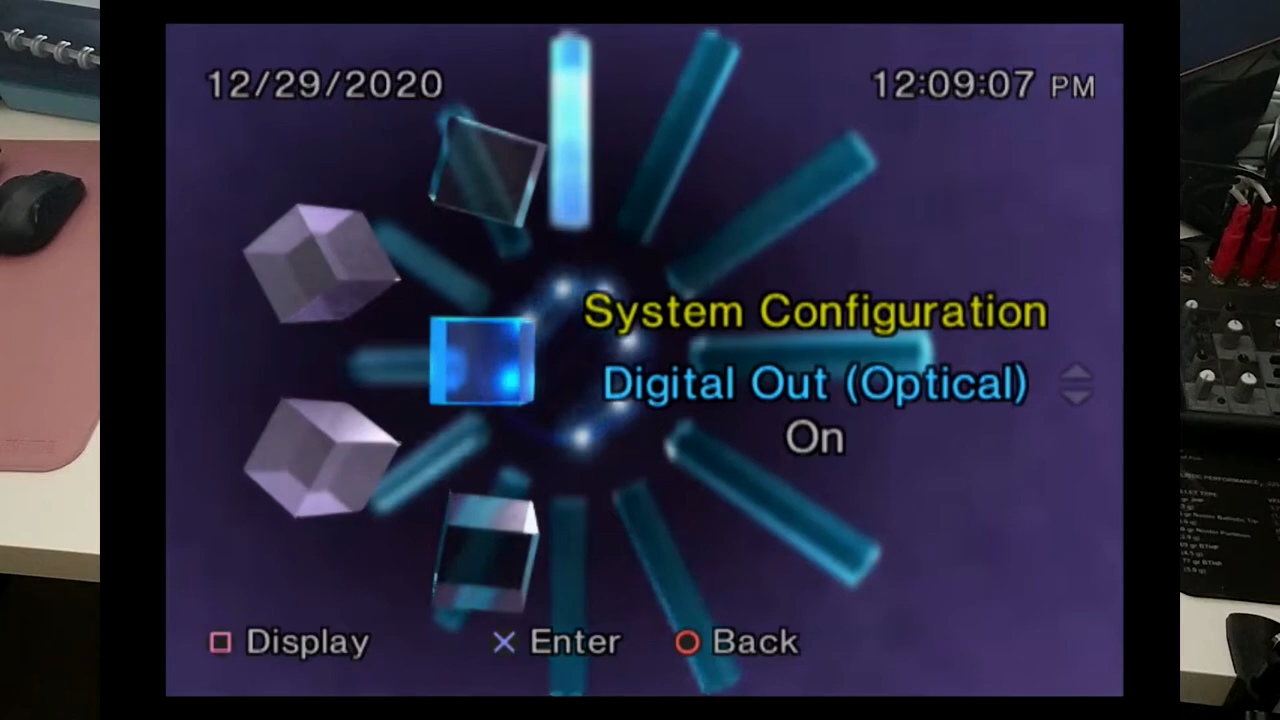 12/29/2020
12:09:07 PM
System Configuration
Digital Out (Optical)
On
Display
Enter
Back